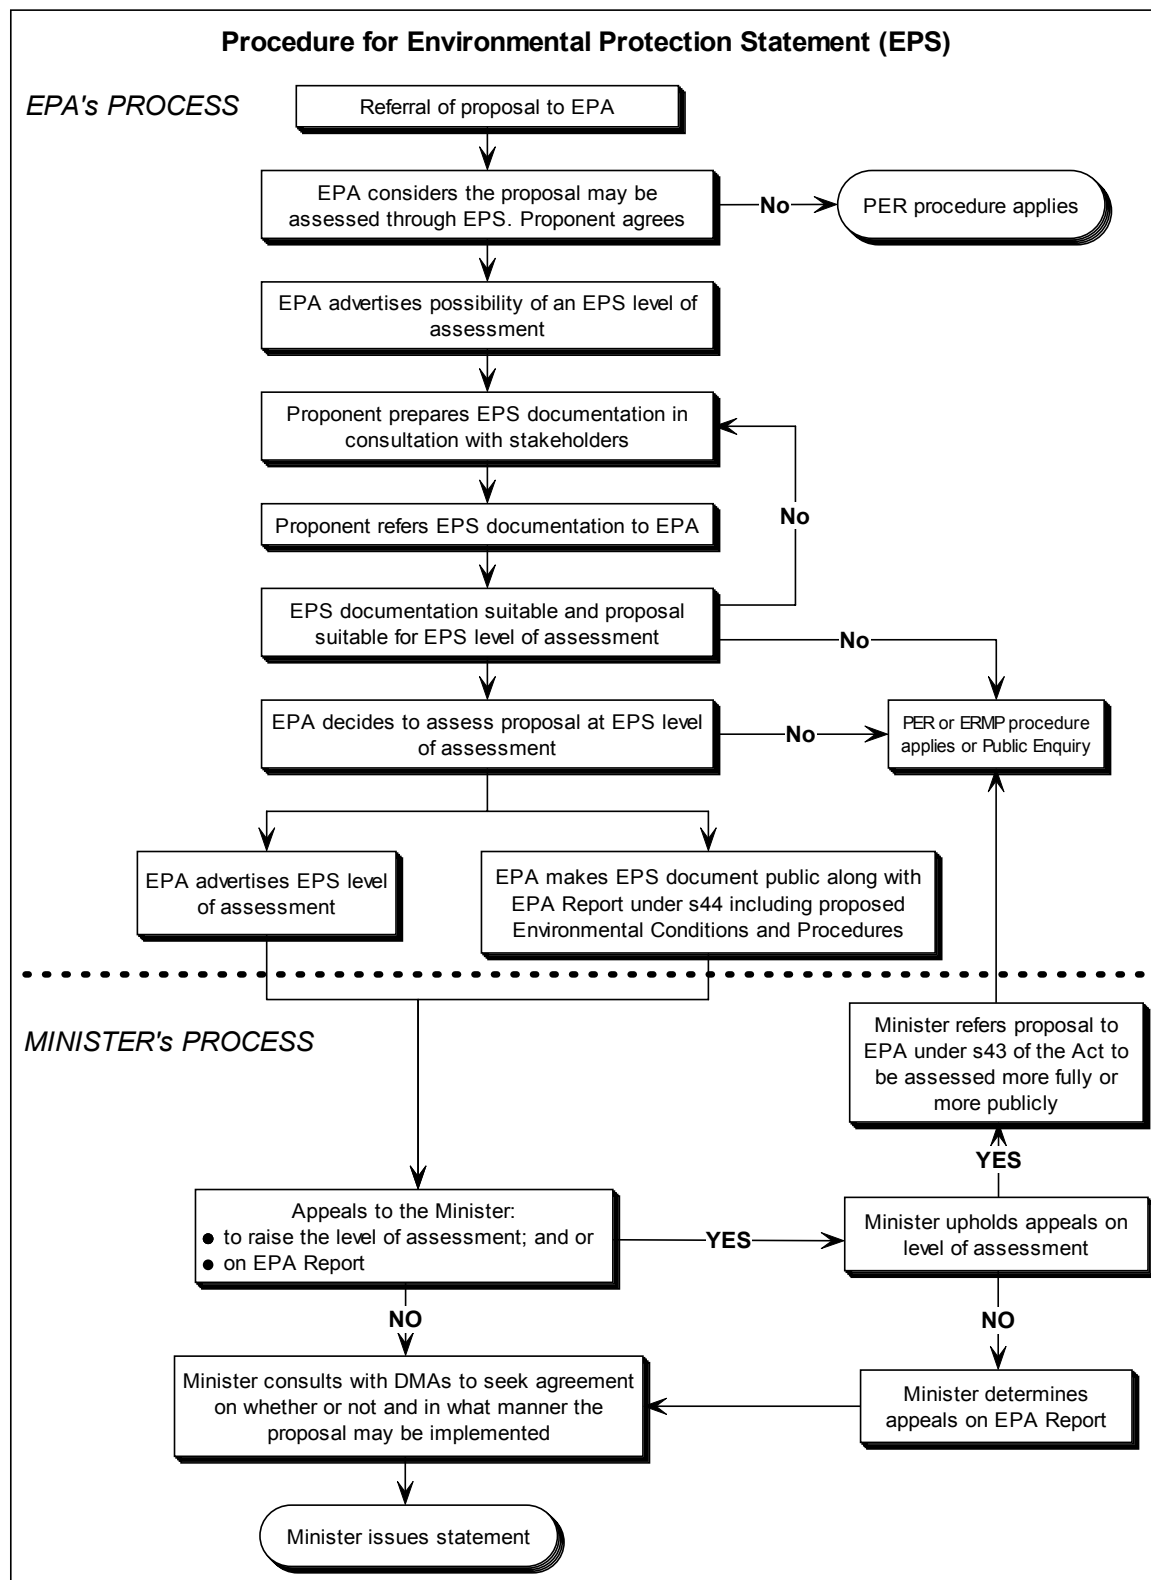 Procedure for Environmental Protection Statement (EPS)
EPA's PROCESS
Referral of proposal to EPA
EPA considers the proposal may be
assessed through EPS. Proponent agrees
No
PER procedure applies
EPA advertises possibility of an EPS level of
assessment
Proponent prepares EPS documentation in
consultation with stakeholders
No
Proponent refers EPS documentation to EPA
EPS documentation suitable and proposal
suitable for EPS level of assessment
No
EPA decides to assess proposal at EPS level
of assessment
No
PER or ERMP procedure
applies or Public Enquiry
EPA advertises EPS level
of assessment
EPA makes EPS document public along with
EPA Report under s44 including proposed
Environmental Conditions and Procedures
MINISTER's PROCESS
Minister refers proposal to
EPA under s43 of the Act to
be assessed more fully or
more publicly
YES
Appeals to the Minister:
● to raise the level of assessment; and or
● on EPA Report
YES
Minister upholds appeals on
level of assessment
NO
NO
Minister consults with DMAs to seek agreement
on whether or not and in what manner the
proposal may be implemented
Minister determines
appeals on EPA Report
Minister issues statement